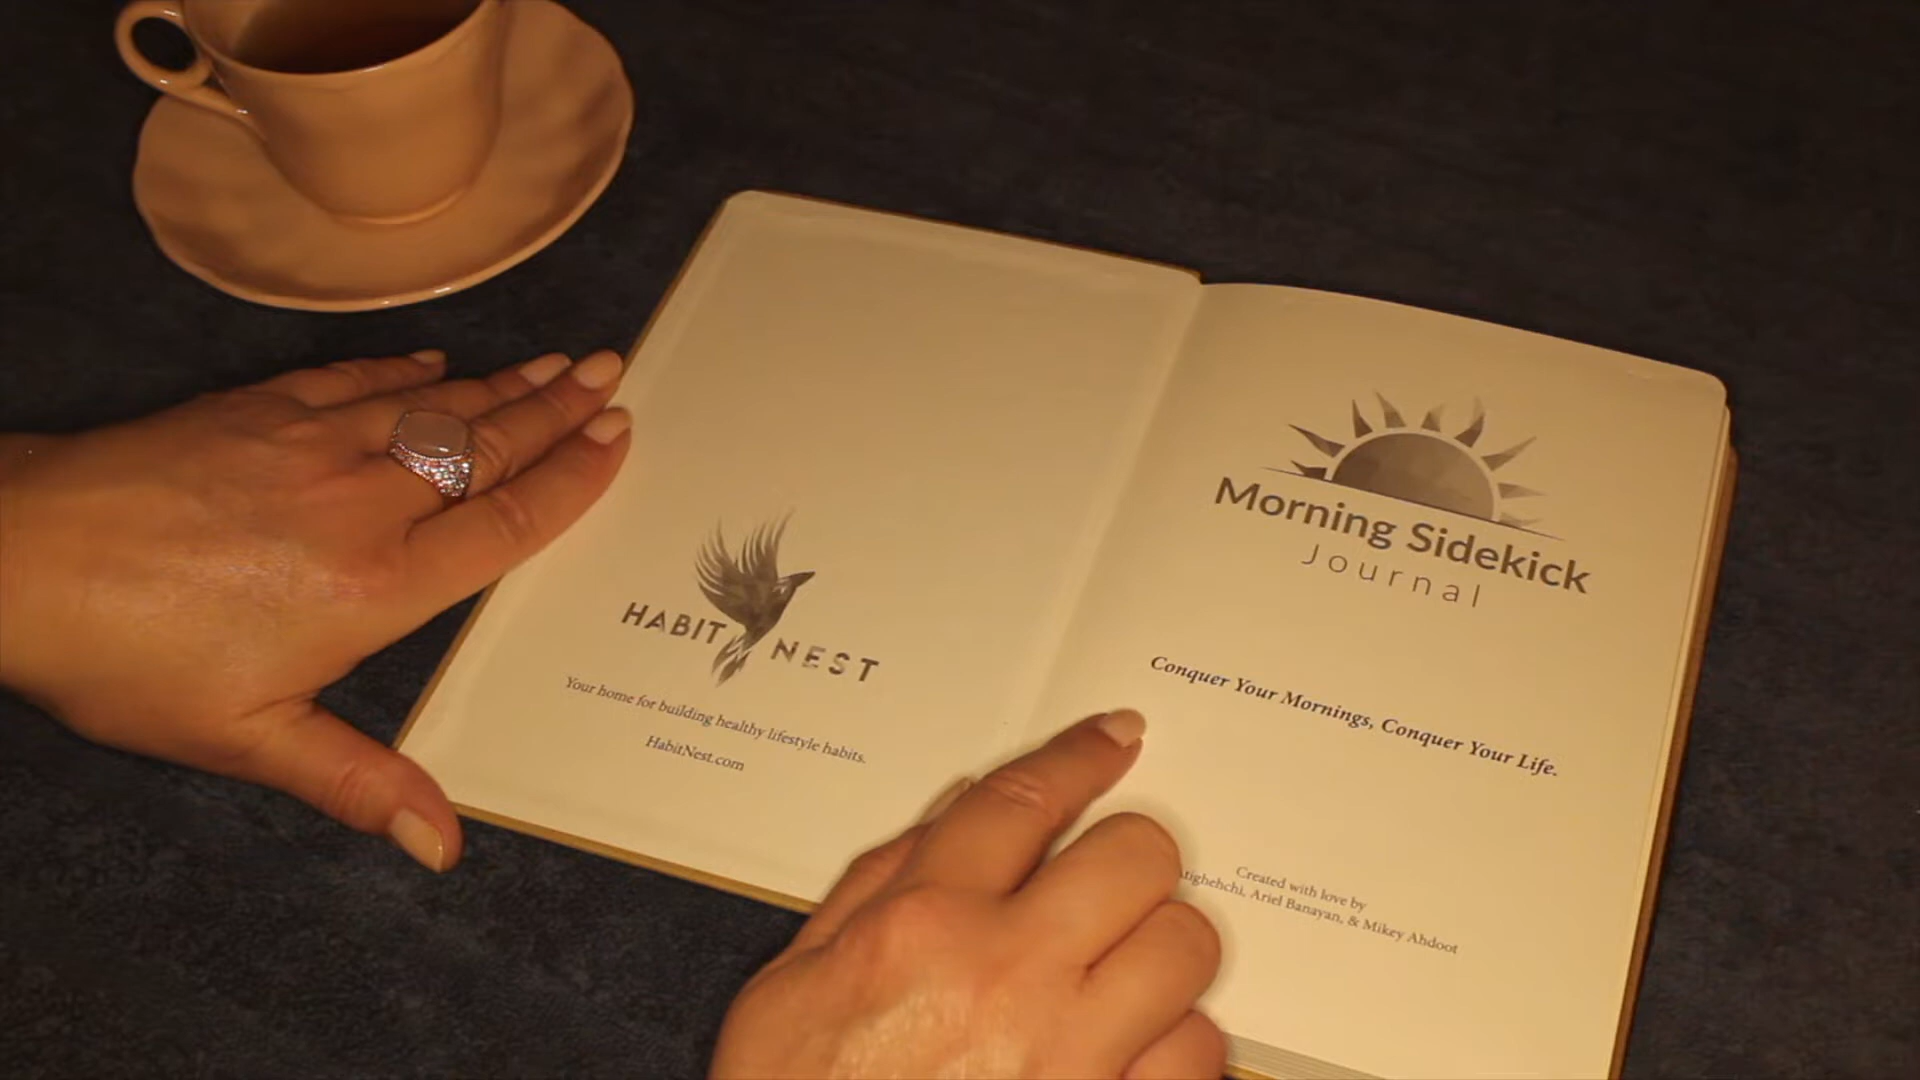 HABIT NEST
Your home for building healthy lifestyle habits.
HabitNest.com
Morning Sidekick
Journal
Conquer Your Mornings, Conquer Your Life.
Created with love by
Ariel Banayan, & Mikey Ahdoot